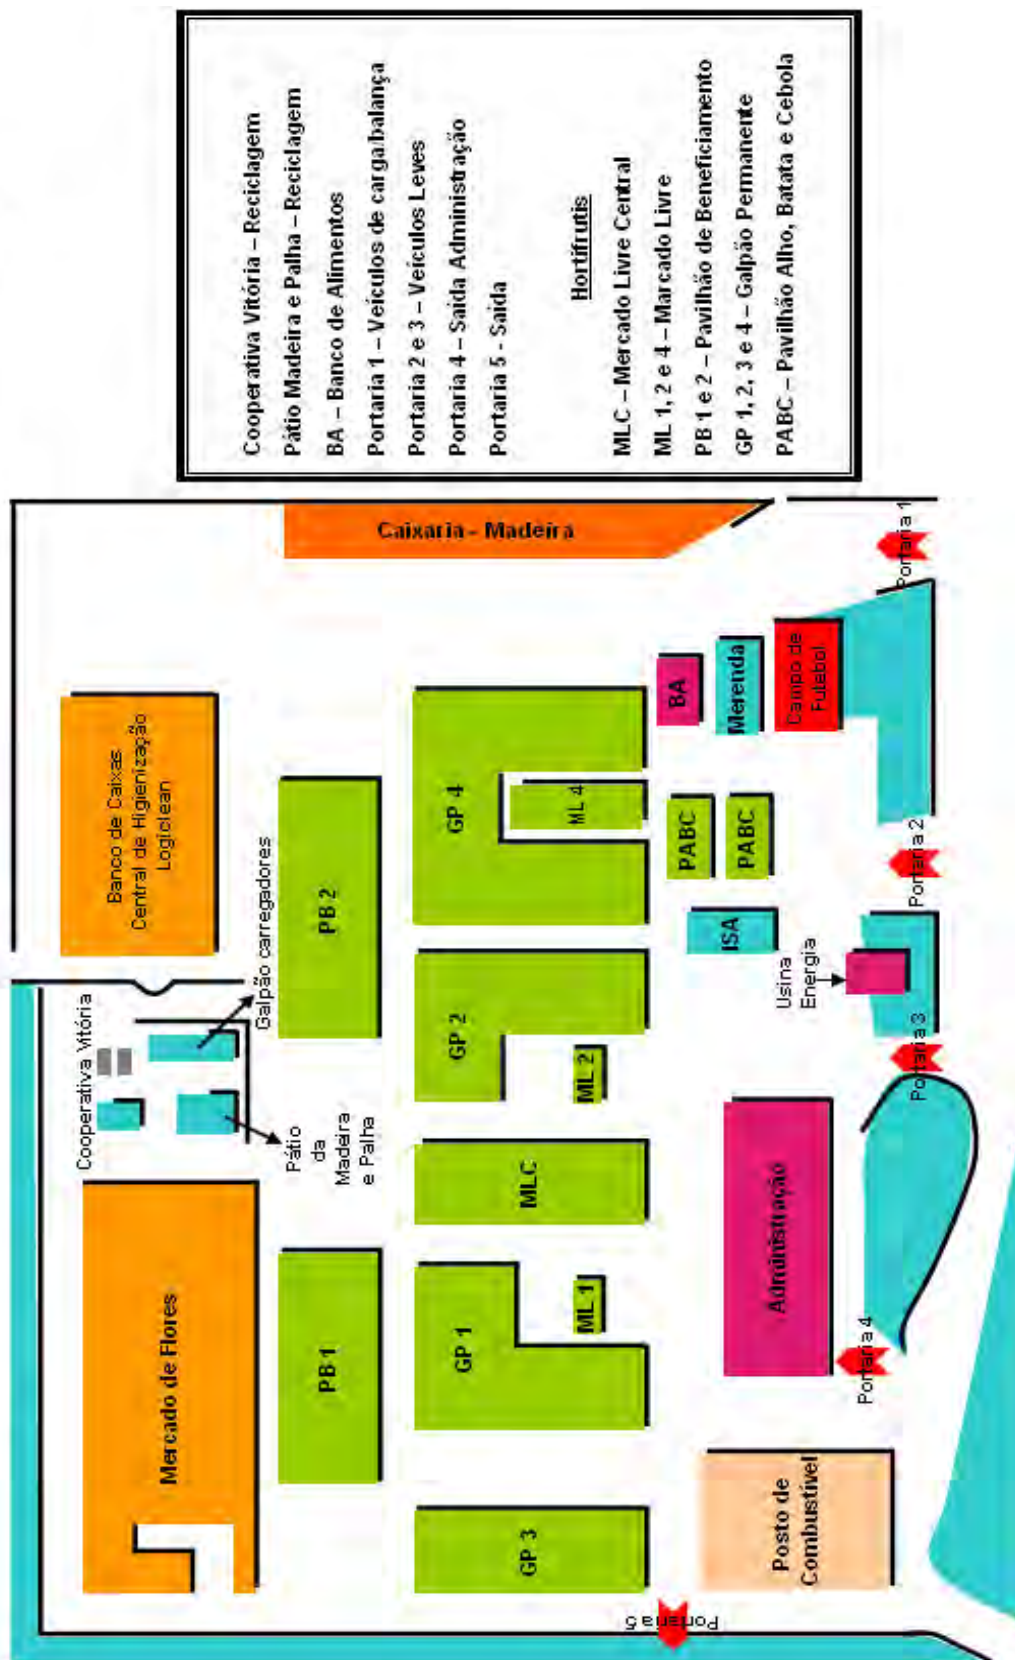 Cooperativa Vitória – Reciclagem
Pátio Madeira e Palha – Reciclagem
BA – Banco de Alimentos
Portaria 1 – Veículos de carga/balança
Portaria 2 e 3 – Veículos Leves
Portaria 4 – Saída Administração
Portaria 5 - Saída
Hortifrutis
MLC – Mercado Livre Central
ML 1, 2 e 4 – Marcado Livre
PB 1 e 2 – Pavilhão de Beneficiamento
GP 1, 2, 3 e 4 – Galpão Permanente
PABC – Pavilhão Alho, Batata e Cebola
Mercado de Flores
Cooperativa Vitória
Galpão carregadores
Pátio
da
Madeira
e Palha
Banco de Caixas
Central de Higienização
Logiclean
Caixaria - Madeira
PB 1
PB 2
GP 3
GP 1
ML 1
MLC
GP 2
ML 2
GP 4
ML 4
Portaria 5
Posto de
Combustível
Administração
ISA
PABC
PABC
BA
Merenda
Campo de
Futebol
Usina
Energia
Portaria 4
Portaria 3
Portaria 2
Portaria 1